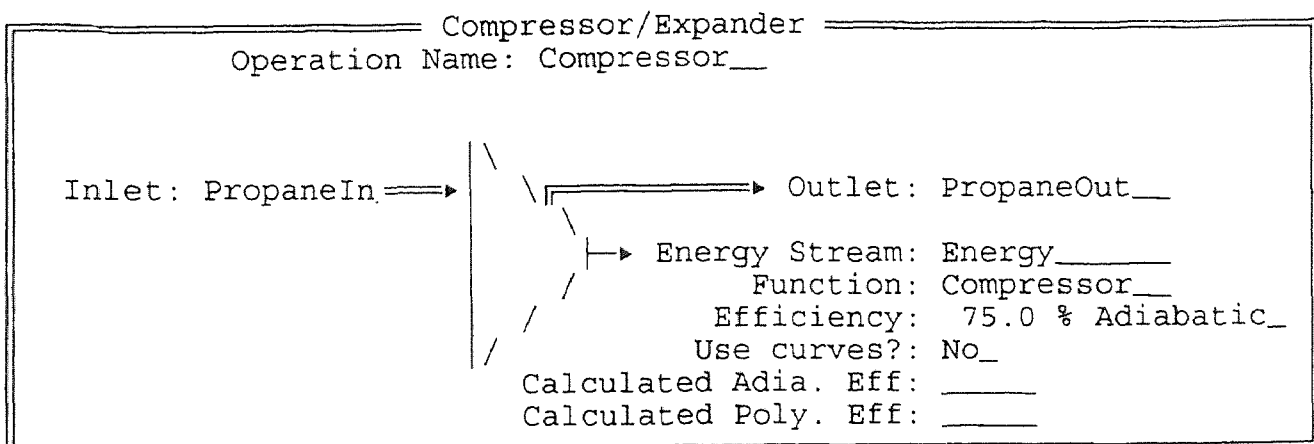 Compressor/Expander
Operation Name: Compressor__
Inlet: PropaneIn
Outlet: PropaneOut__
Energy Stream: Energy______
Function: Compressor__
Efficiency: 75.0 % Adiabatic_
Use curves?: No_
Calculated Adia. Eff: _____
Calculated Poly. Eff: _____